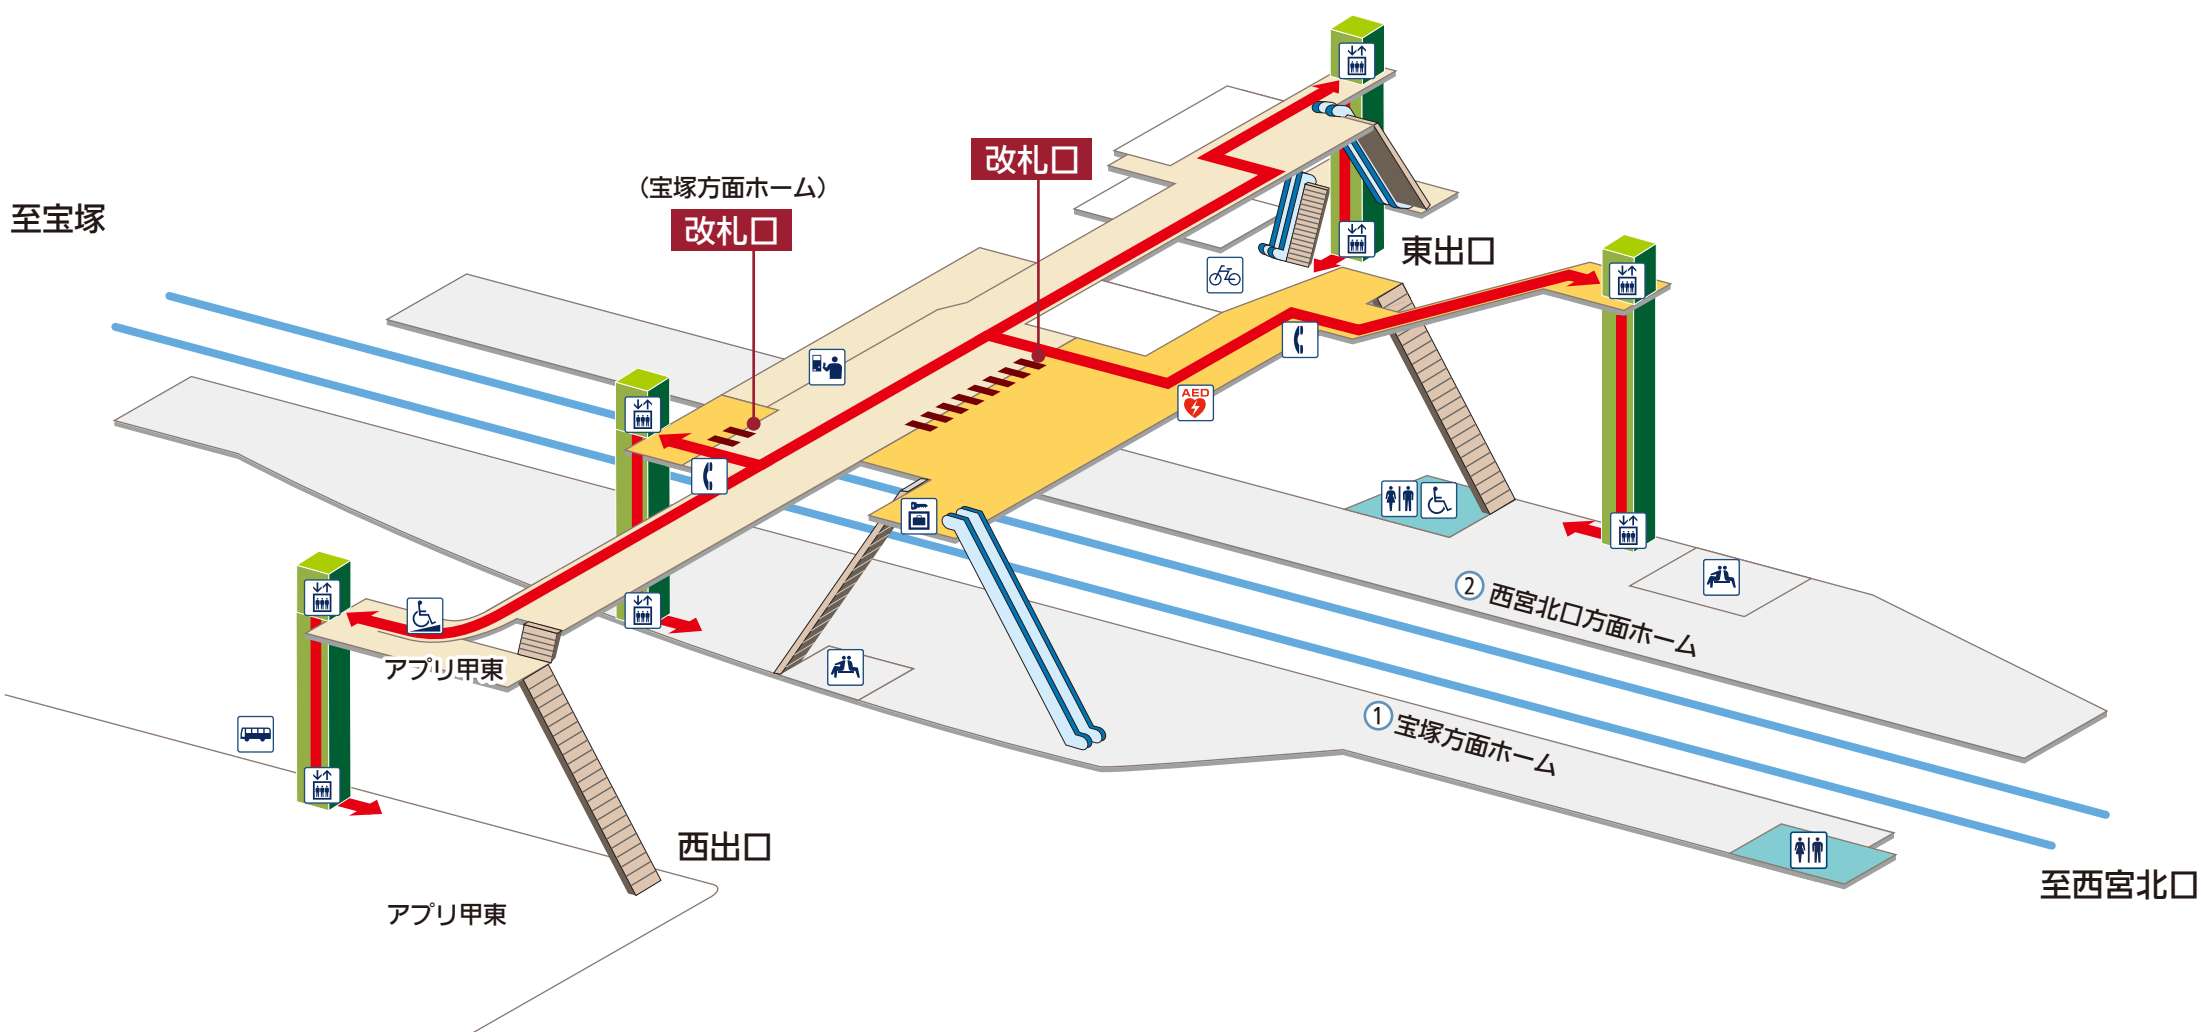 改札口
(宝塚方面ホーム)
改札口
至宝塚
東出口
AED
② 西宮北口方面ホーム
アプリ甲東
① 宝塚方面ホーム
西出口
至西宮北口
アプリ甲東